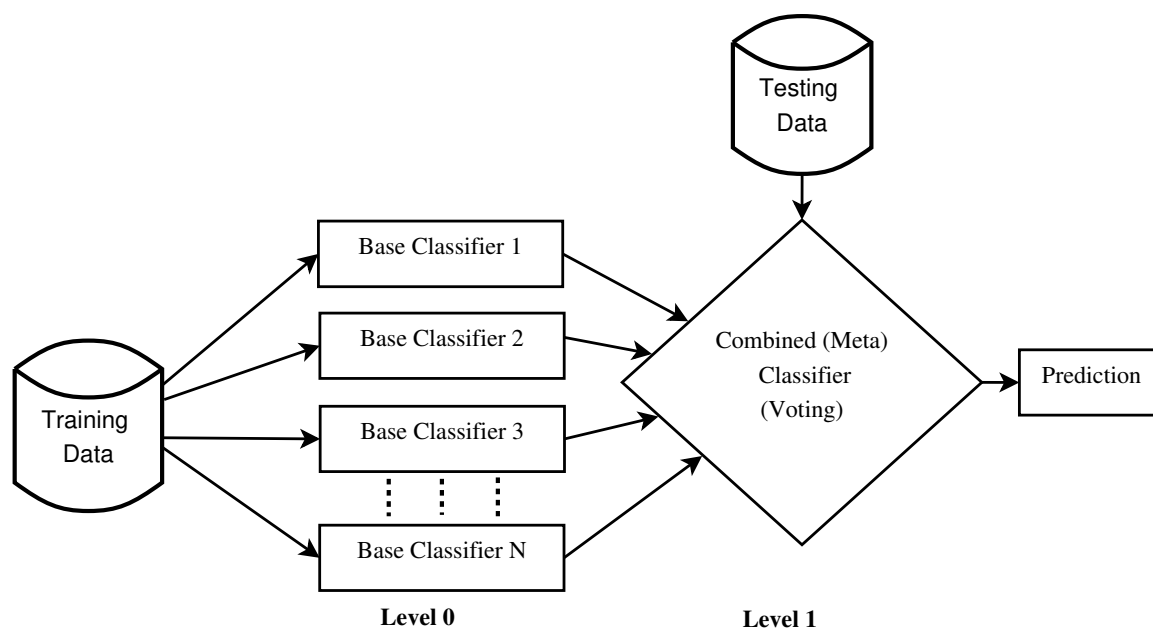 Testing
Data
Base Classifier 1
Base Classifier 2
Combined (Meta)
Classifier
(Voting)
Prediction
Training
Data
Base Classifier 3
Base Classifier N
Level 0
Level 1